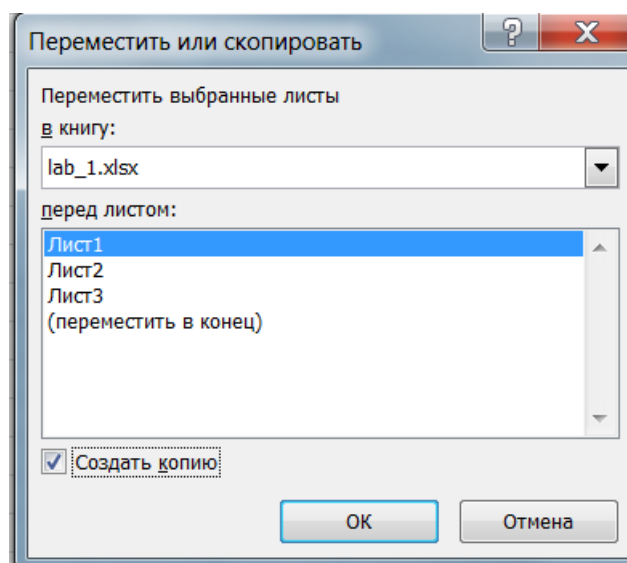 Переместить или скопировать
Переместить выбранные листы
в книгу:
lab_1.xlsx
перед листом:
Лист1
Лист2
Лист3
(переместить в конец)
Создать копию
ОК
Отмена